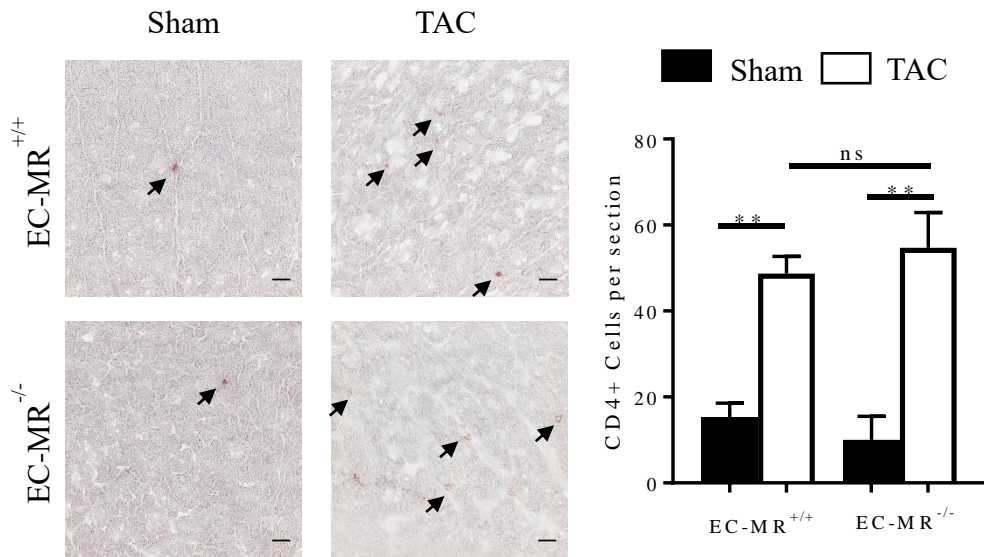 Sham TAC
EC-MR+/+
EC-MR-/-
Sham TAC
CD4+ Cells per section
80
60
40
20
0
ns
**
**
EC-MR+/+ EC-MR-/-